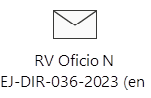 RV Oficio N
EJ-DIR-036-2023 (en